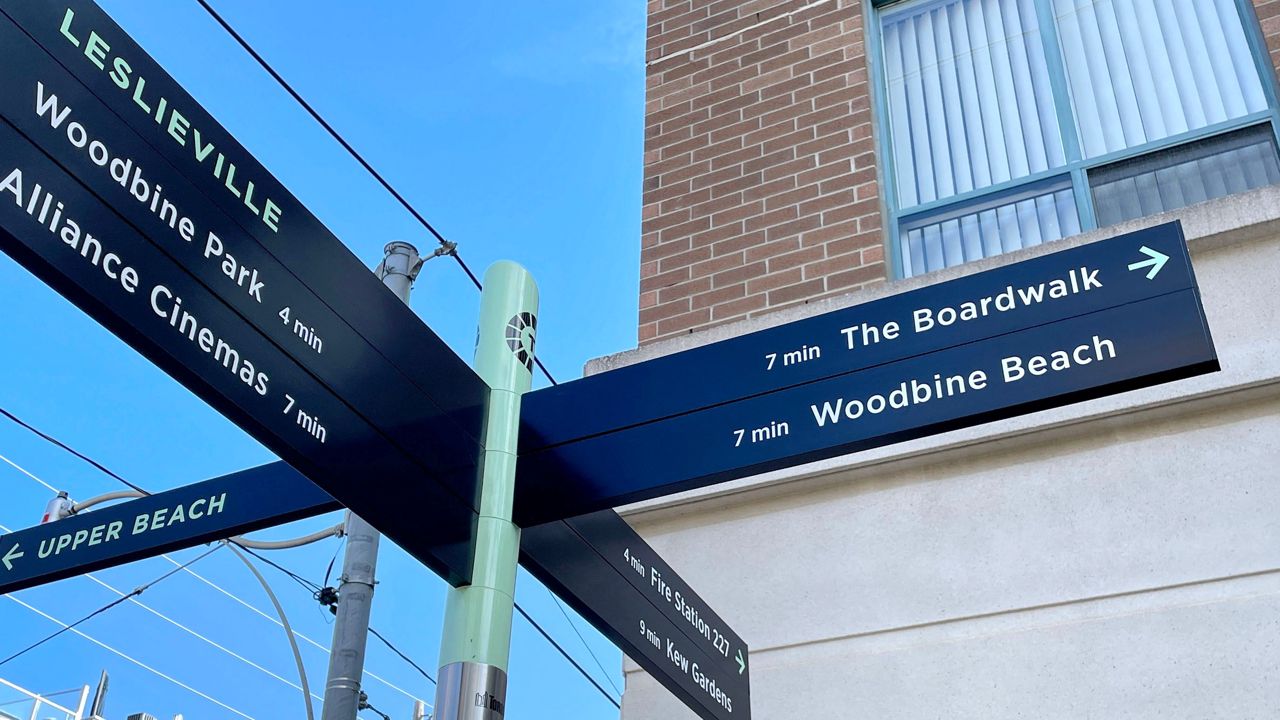 LESLIEVILLE
Woodbine Park 4 min
Alliance Cinemas 7 min
7 min The Boardwalk
7 min Woodbine Beach
UPPER BEACH
4 min Fire Station 227
9 min Kew Gardens